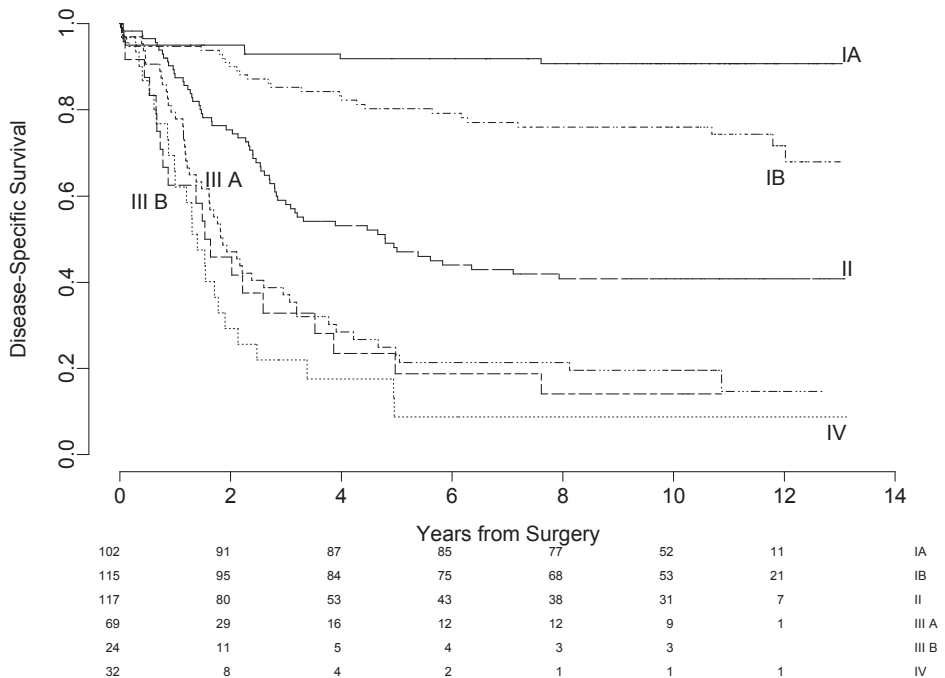 Disease-Specific Survival
1.0
0.8
0.6
0.4
0.2
0.0
IA
IB
III A
III B
II
IV
0 2 4 6 8 10 12 14
Years from Surgery
102 91 87 85 77 52 11 IA
115 95 84 75 68 53 21 IB
117 80 53 43 38 31 7 II
69 29 16 12 12 9 1 III A
24 11 5 4 3 3 III B
32 8 4 2 1 1 1 IV